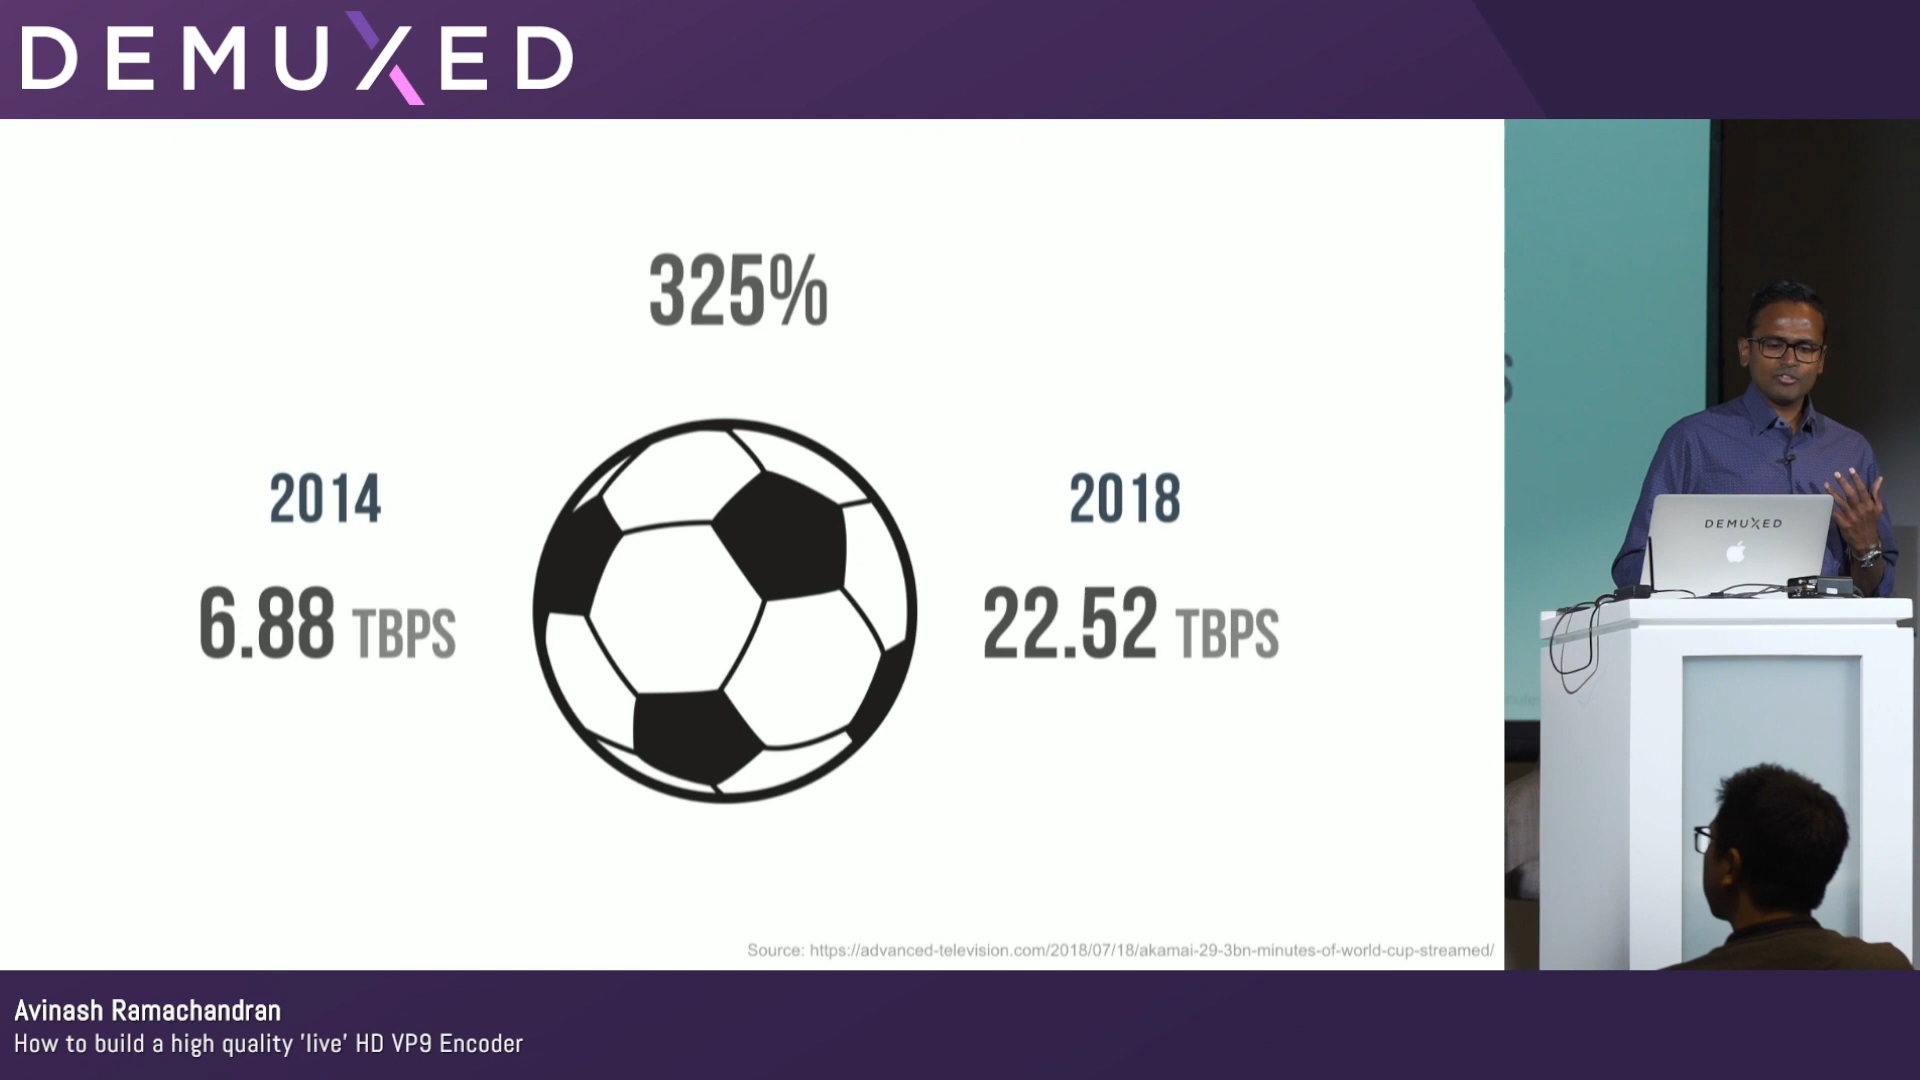 DEMUXED
325%
2014
2018
6.88 TBPS
22.52 TBPS
Source: https://advanced-television.com/2018/07/18/akamai-29-3bn-minutes-of-world-cup-streamed/
DEMUXED
Avinash Ramachandran
How to build a high quality 'live' HD VP9 Encoder